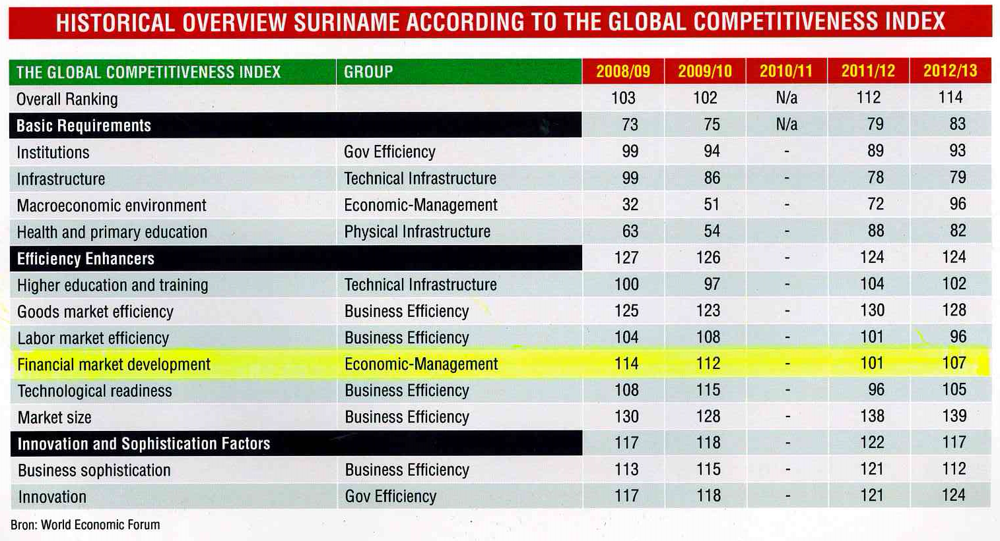 HISTORICAL OVERVIEW SURINAME ACCORDING TO THE GLOBAL COMPETITIVENESS INDEX
THE GLOBAL COMPETITIVENESS INDEX GROUP 2008/09 2009/10 2010/11 2011/12 2012/13
Overall Ranking 103 102 N/a 112 114
Basic Requirements 73 75 N/a 79 83
Institutions Gov Efficiency 99 94 - 89 93
Infrastructure Technical Infrastructure 99 86 - 78 79
Macroeconomic environment Economic-Management 32 51 - 72 96
Health and primary education Physical Infrastructure 63 54 - 88 82
Efficiency Enhancers 127 126 - 124 124
Higher education and training Technical Infrastructure 100 97 - 104 102
Goods market efficiency Business Efficiency 125 123 - 130 128
Labor market efficiency Business Efficiency 104 108 - 101 96
Financial market development Economic-Management 114 112 - 101 107
Technological readiness Business Efficiency 108 115 - 96 105
Market size Business Efficiency 130 128 - 138 139
Innovation and Sophistication Factors 117 118 - 122 117
Business sophistication Business Efficiency 113 115 - 121 112
Innovation Gov Efficiency 117 118 - 121 124
Bron: World Economic Forum